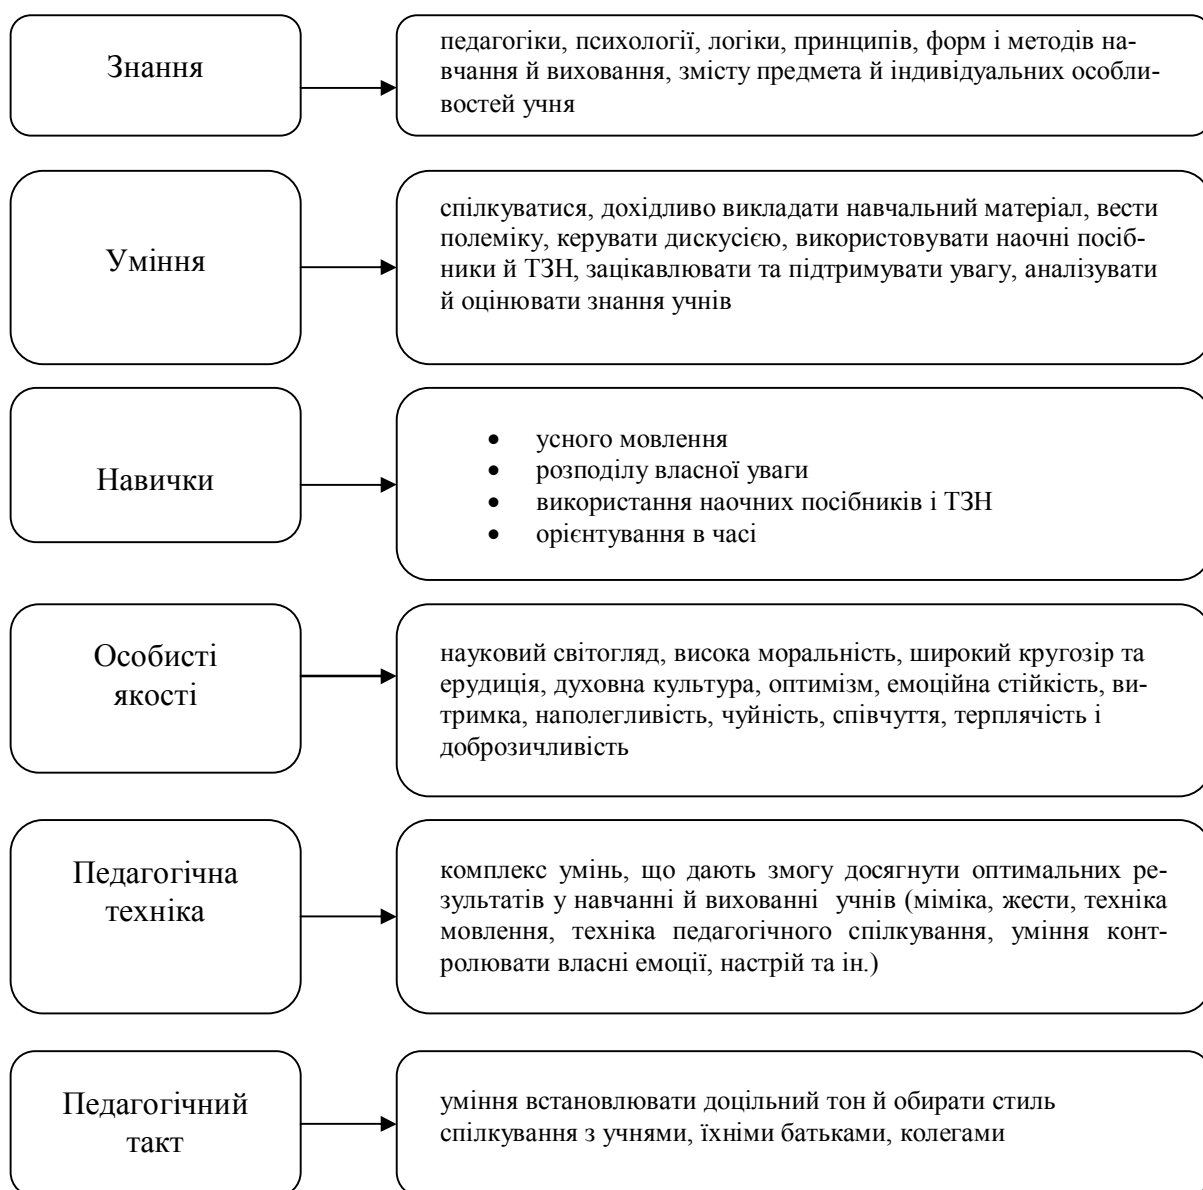 Знання
педагогіки, психології, логіки, принципів, форм і методів на-
вчання й виховання, змісту предмета й індивідуальних особли-
востей учня
Уміння
спілкуватися, дохідливо викладати навчальний матеріал, вести
полеміку, керувати дискусією, використовувати наочні посіб-
ники й ТЗН, зацікавлювати та підтримувати увагу, аналізувати
й оцінювати знання учнів
Навички
• усного мовлення
• розподілу власної уваги
• використання наочних посібників і ТЗН
• орієнтування в часі
Особисті
якості
науковий світогляд, висока моральність, широкий кругозір та
ерудиція, духовна культура, оптимізм, емоційна стійкість, ви-
тримка, наполегливість, чуйність, співчуття, терплячість і
доброзичливість
Педагогічна
техніка
комплекс умінь, що дають змогу досягнути оптимальних ре-
зультатів у навчанні й вихованні учнів (міміка, жести, техніка
мовлення, техніка педагогічного спілкування, уміння конт-
ролювати власні емоції, настрій та ін.)
Педагогічний
такт
уміння встановлювати доцільний тон й обирати стиль
спілкування з учнями, їхніми батьками, колегами